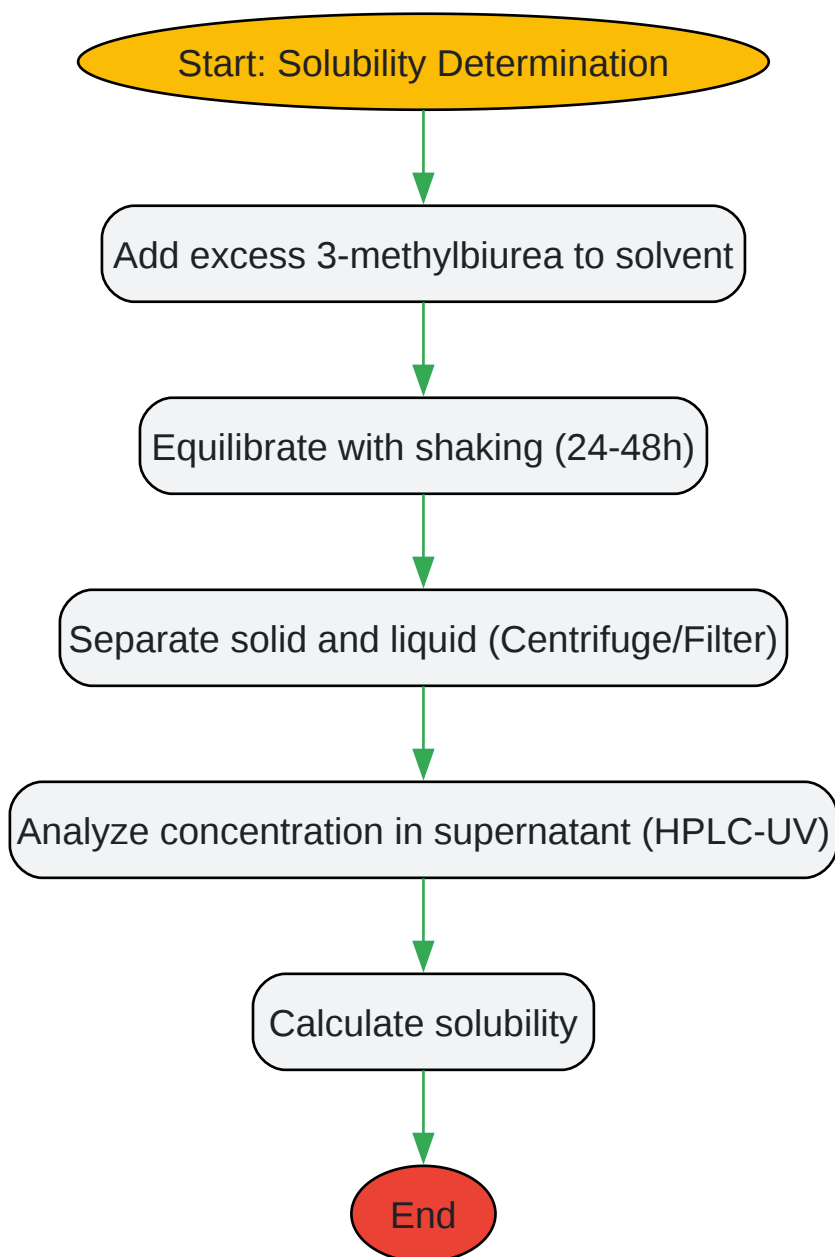 Start: Solubility Determination
Add excess 3-methylbiurea to solvent
Equilibrate with shaking (24-48h)
Separate solid and liquid (Centrifuge/Filter)
Analyze concentration in supernatant (HPLC-UV)
Calculate solubility
End